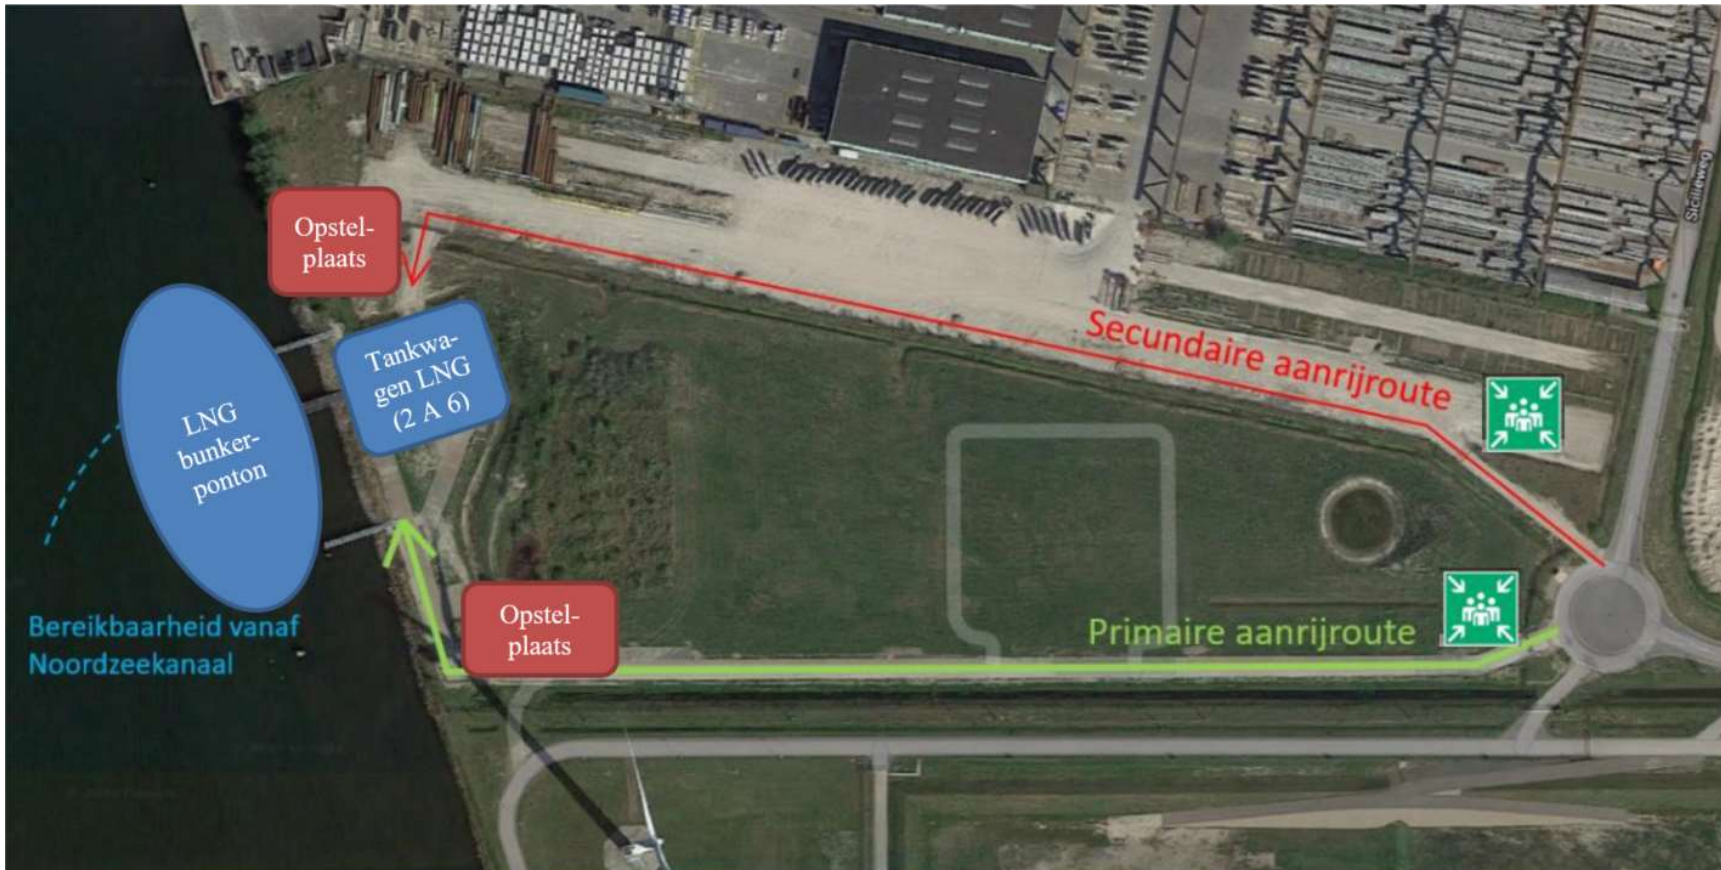 Opstel-
plaats
Tankwa-
gen LNG
(2 A 6)
LNG
bunker-
ponton
Bereikbaarheid vanaf
Noordzeekanaal
Opstel-
plaats
Secundaire aanrijroute
Primaire aanrijroute
Sicilieweg